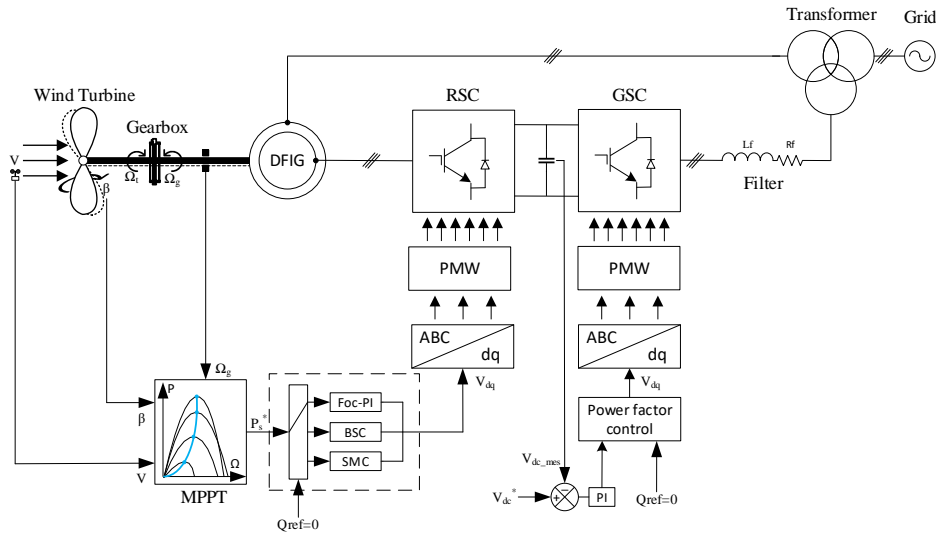 Transformer
Grid
Wind Turbine
RSC
GSC
Gearbox
V
Ωt
Ωg
β
DFIG
Lf
Rf
Filter
PMW
PMW
ABC
dq
ABC
dq
Ωg
Vdq
Vdq
P
Ω
β
V
MPPT
Ps*
Foc-PI
BSC
SMC
Qref=0
Power factor
control
Vdc_mes
Vdc*
+
−
PI
Qref=0